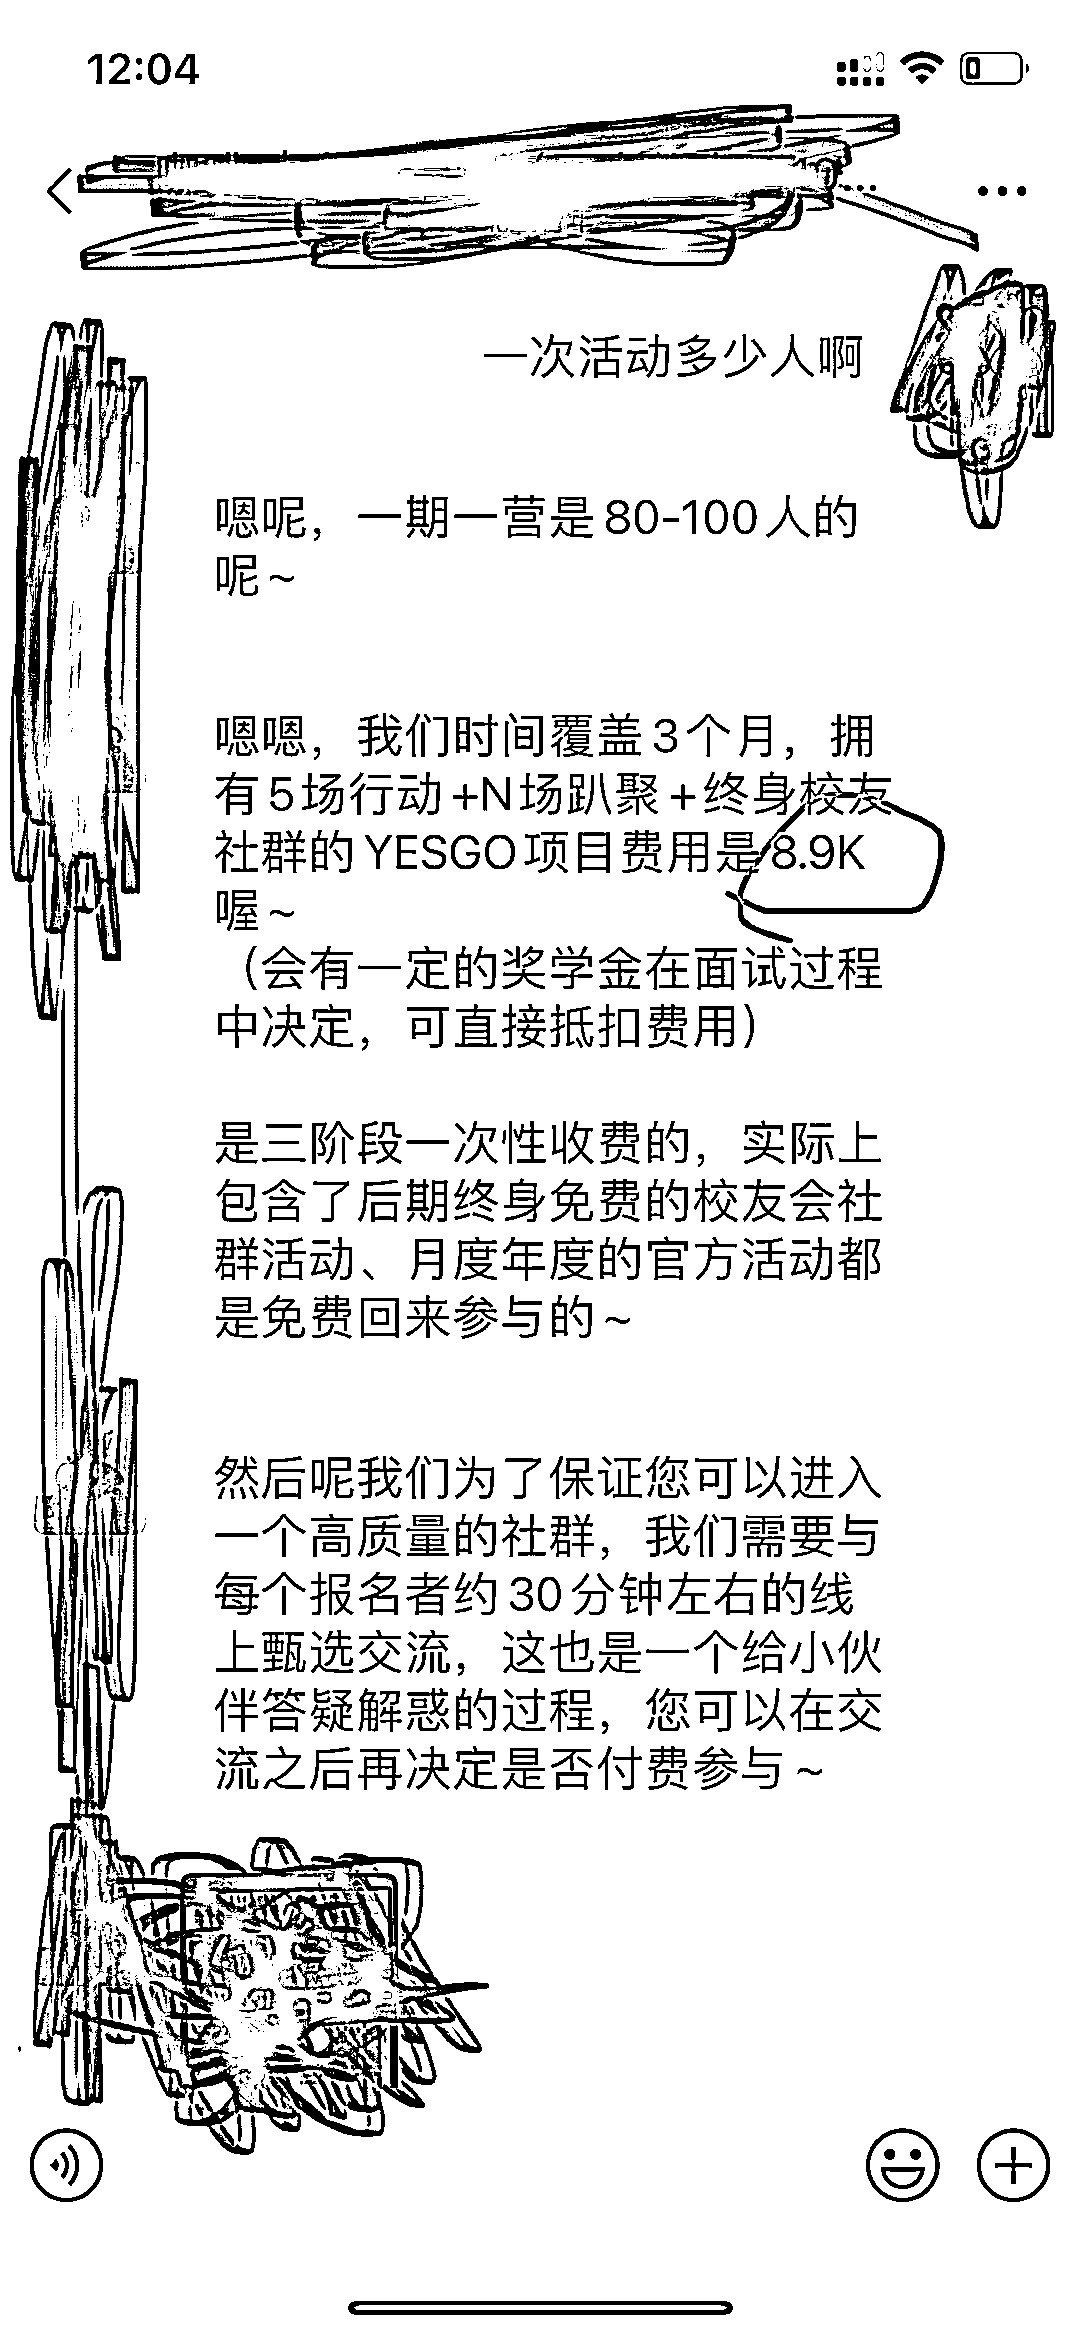 12:04
一次活动多少人啊
嗯呢，一期一营是80-100人的
呢~
嗯嗯，我们时间覆盖3个月，拥
有5场行动+N场趴聚+终身校友
社群的YESGO项目费用是8.9K
喔~
（会有一定的奖学金在面试过程
中决定，可直接抵扣费用）
是三阶段一次性收费的，实际上
包含了后期终身免费的校友会社
群活动、月度年度的官方活动都
是免费回来参与的~
然后呢我们为了保证您可以进入
一个高质量的社群，我们需要与
每个报名者约30分钟左右的线
上甄选交流，这也是一个给小伙
伴答疑解惑的过程，您可以在交
流之后再决定是否付费参与~